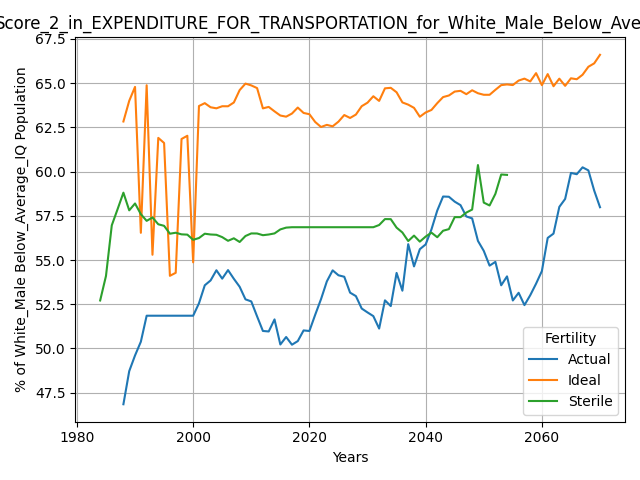 Score_2_in_EXPENDITURE_FOR_TRANSPORTATION_for_White_Male_Below_Ave
% of White_Male Below_Average_IQ Population
67.5
65.0
62.5
60.0
57.5
55.0
52.5
50.0
47.5
1980
2000
2020
2040
2060
Years
Fertility
Actual
Ideal
Sterile